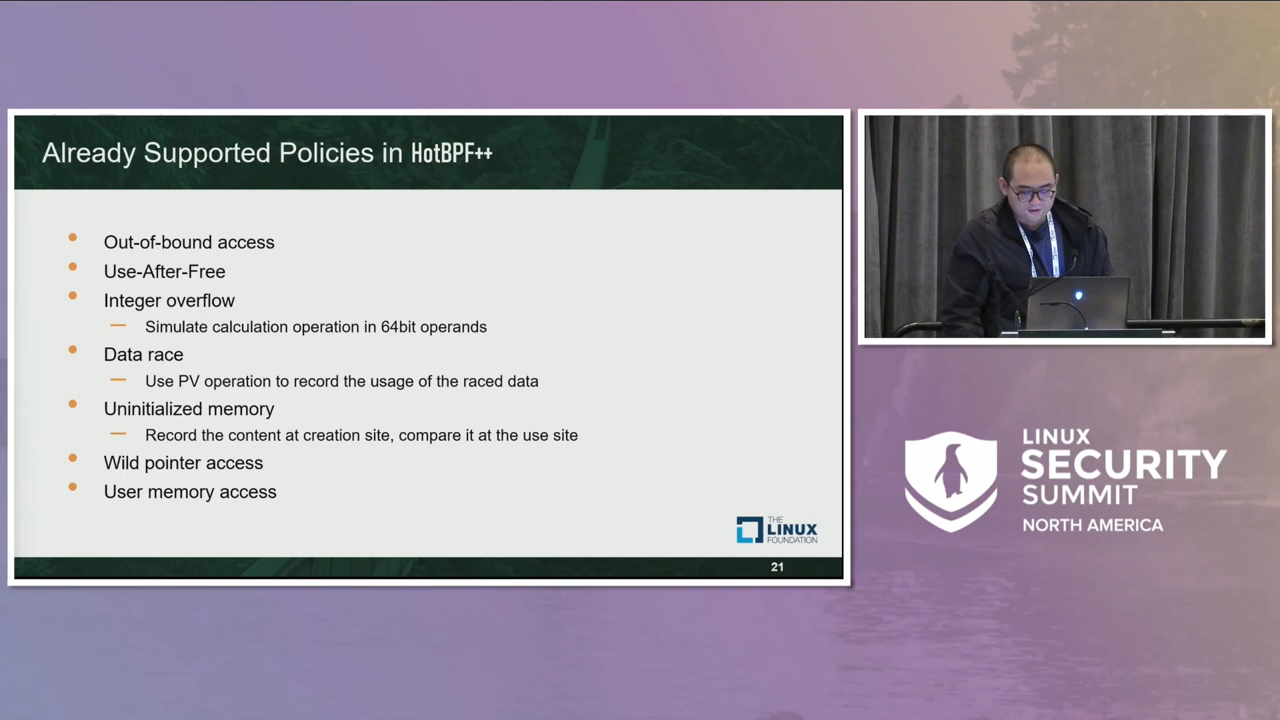 Already Supported Policies in HotBPF++
• Out-of-bound access
• Use-After-Free
• Integer overflow
— Simulate calculation operation in 64bit operands
• Data race
— Use PV operation to record the usage of the raced data
• Uninitialized memory
— Record the content at creation site, compare it at the use site
• Wild pointer access
• User memory access
THE
LINUX
FOUNDATION
21
LINUX
SECURITY
SUMMIT
NORTH AMERICA